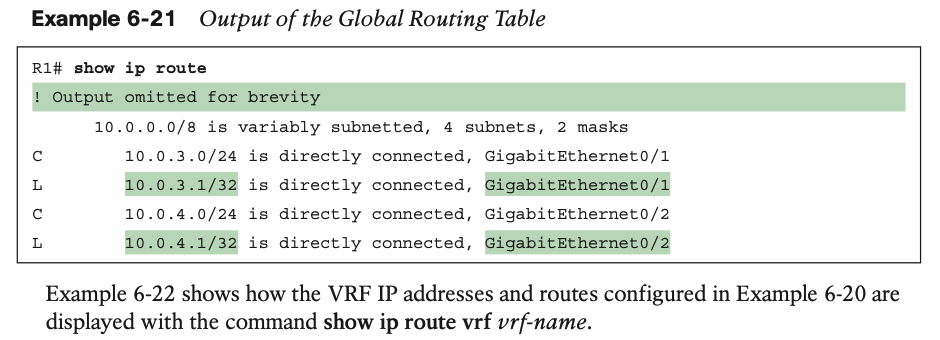 Example 6-21 Output of the Global Routing Table
R1# show ip route
! Output omitted for brevity
10.0.0.0/8 is variably subnetted, 4 subnets, 2 masks
C 10.0.3.0/24 is directly connected, GigabitEthernet0/1
L 10.0.3.1/32 is directly connected, GigabitEthernet0/1
C 10.0.4.0/24 is directly connected, GigabitEthernet0/2
L 10.0.4.1/32 is directly connected, GigabitEthernet0/2
Example 6-22 shows how the VRF IP addresses and routes configured in Example 6-20 are
displayed with the command show ip route vrf vrf-name.